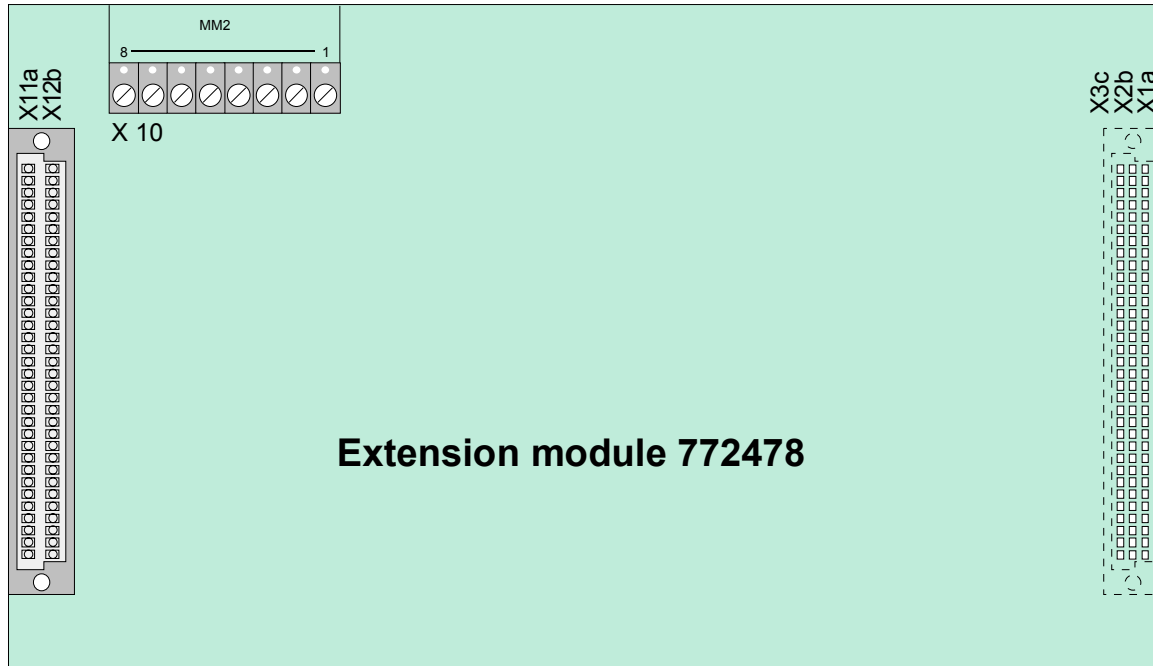 MM2
8 1
X11a
X12b
X 10
X3c
X2b
X1a
Extension module 772478